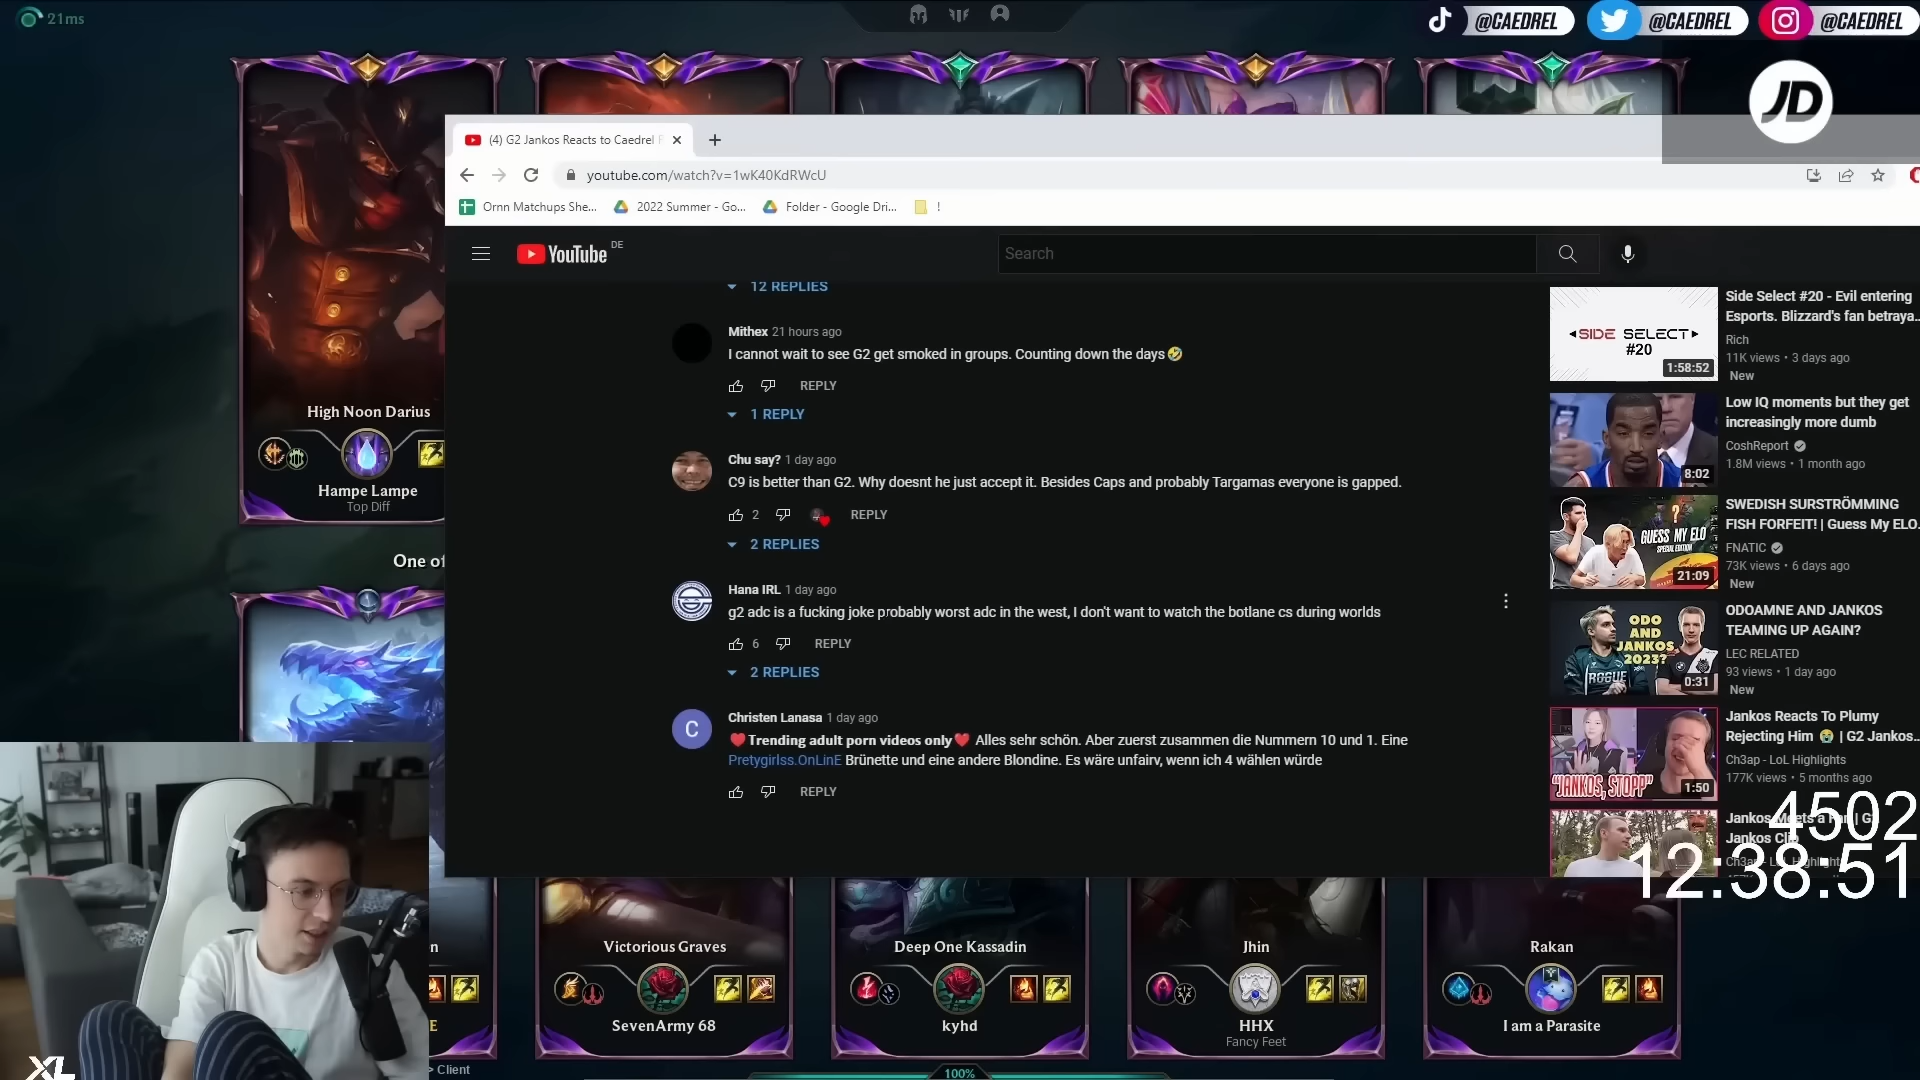 21ms
@CAEDREL
@CAEDREL
@CAEDREL
JD
(4) G2 Jankos Reacts to Caedrel
youtube.com/watch?v=1wK40KdRWcU
Ornn Matchups She...
2022 Summer - Go...
Folder - Google Dri...
!
YouTube DE
Search
12 REPLIES
Mithex 21 hours ago
I cannot wait to see G2 get smoked in groups. Counting down the days🤣
REPLY
1 REPLY
Chu say? 1 day ago
C9 is better than G2. Why doesnt he just accept it. Besides Caps and probably Targamas everyone is gapped.
2 REPLY
2 REPLIES
Hana IRL 1 day ago
g2 adc is a fucking joke probably worst adc in the west, I don't want to watch the botlane cs during worlds
6 REPLY
2 REPLIES
C
Christen Lanasa 1 day ago
❤️Trending adult porn videos only❤️ Alles sehr schön. Aber zuerst zusammen die Nummern 10 und 1. Eine
Pretygirlss.OnLinE Brünette und eine andere Blondine. Es wäre unfairv, wenn ich 4 wählen würde
REPLY
◄SIDE SELECT►
#20
1:58:52
Side Select #20 - Evil entering
Esports. Blizzard's fan betraya...
Rich
11K views • 3 days ago
New
8:02
Low IQ moments but they get
increasingly more dumb
CoshReport
1.8M views • 1 month ago
GUESS MY ELO
SPECIAL EDITION
21:09
SWEDISH SURSTRÖMMING
FISH FORFEIT! | Guess My ELO
FNATIC
73K views • 6 days ago
New
ODO
AND
JANKOS
2023?
ROGUE
0:31
ODOAMNE AND JANKOS
TEAMING UP AGAIN?
LEC RELATED
93 views • 1 day ago
New
"JANKOS, STOPP"
1:50
Jankos Reacts To Plumy
Rejecting Him 😭 | G2 Jankos...
Ch3ap - LoL Highlights
177K views • 5 months ago
Jankos Meets a Fan | G2
Jankos Clip
4502
12:38:51
High Noon Darius
Hampe Lampe
Top Diff
One of
Victorious Graves
SevenArmy 68
Deep One Kassadin
kyhd
Jhin
HHX
Fancy Feet
Rakan
I am a Parasite
XL
> Client
100%